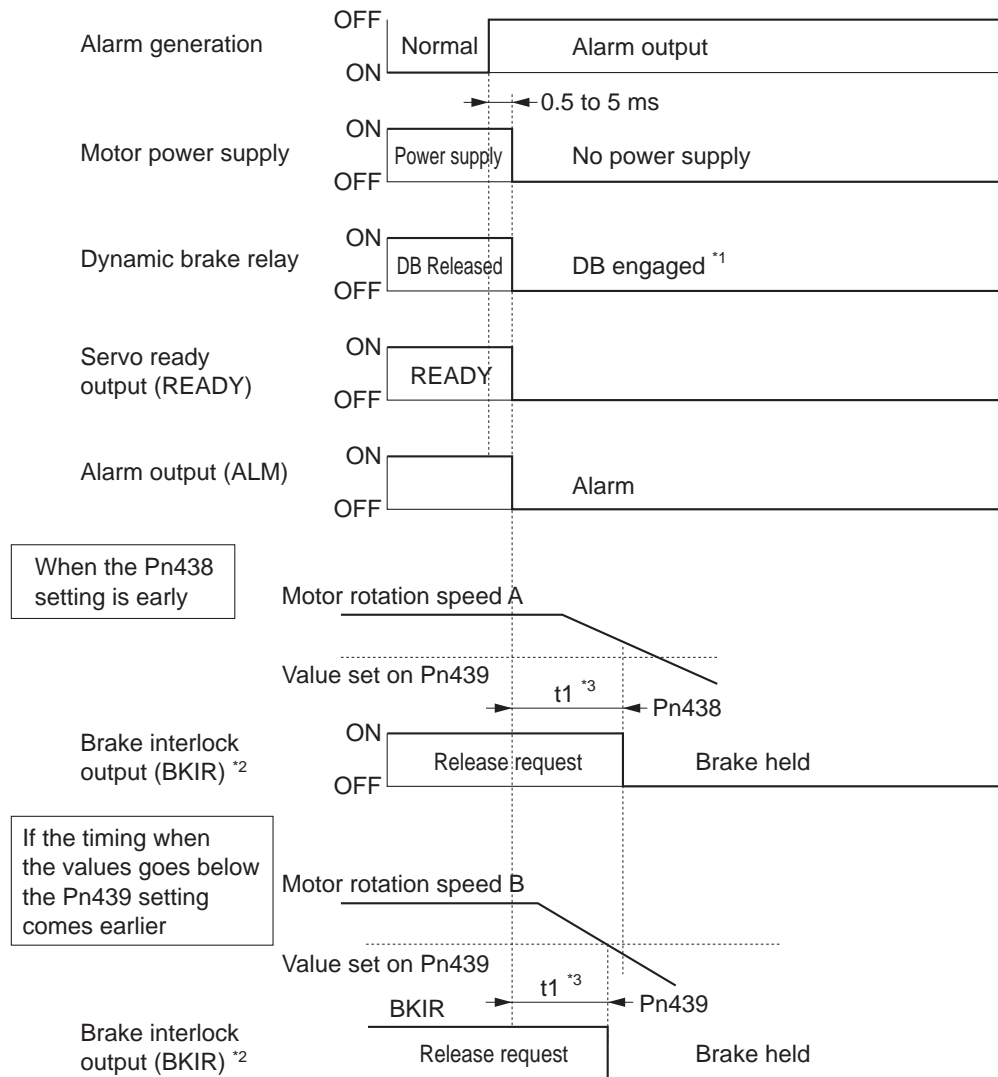 OFF
Alarm generation
Normal
Alarm output
ON
0.5 to 5 ms
ON
Motor power supply
Power supply
No power supply
OFF
ON
Dynamic brake relay
DB Released
DB engaged *1
OFF
ON
Servo ready
output (READY)
READY
OFF
ON
Alarm output (ALM)
Alarm
OFF
When the Pn438
setting is early
Motor rotation speed A
Value set on Pn439
t1 *3
Pn438
ON
Brake interlock
output (BKIR) *2
Release request
Brake held
OFF
If the timing when
the values goes below
the Pn439 setting
comes earlier
Motor rotation speed B
Value set on Pn439
t1 *3
Pn439
BKIR
Brake interlock
output (BKIR) *2
Release request
Brake held